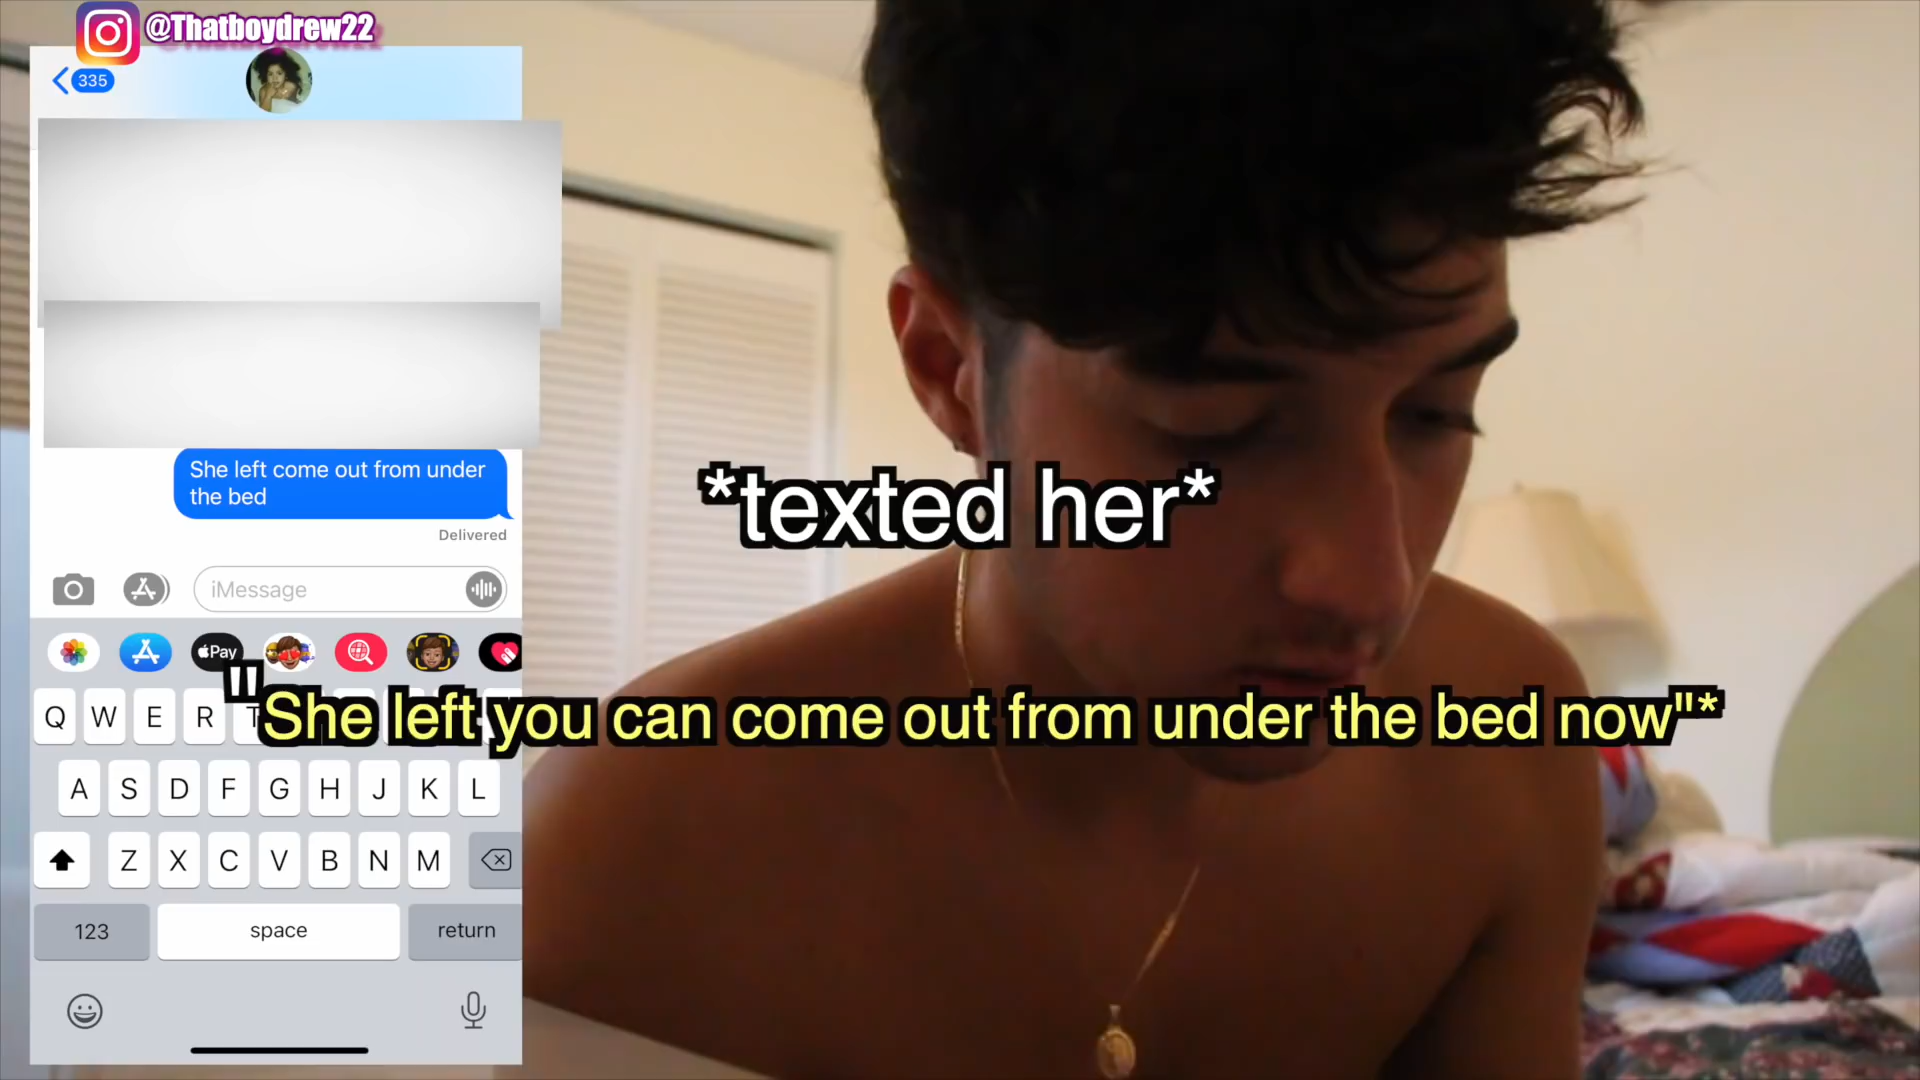 @Thatboydrew22
335
She left come out from under
the bed
Delivered
iMessage
Pay
*texted her*
"She left you can come out from under the bed now"*
Q W E R T
A S D F G H J K L
Z X C V B N M
123 space return